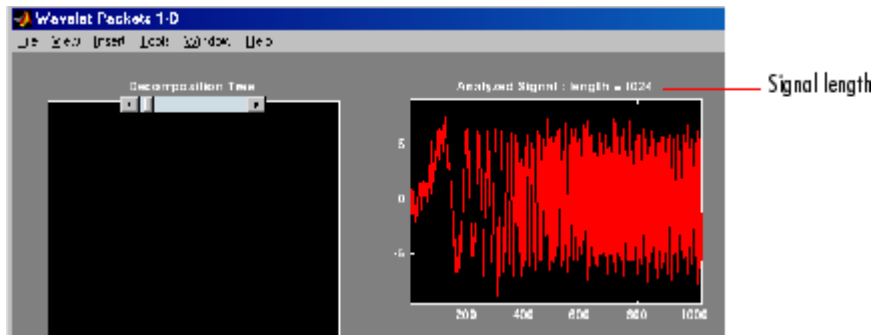 Wavelet Packets 1-D
File View Insert Tools Window Help
Decomposition Tree
Analyzed Signal : length = 1024
Signal length
5
0
-5
200 400 600 800 1000